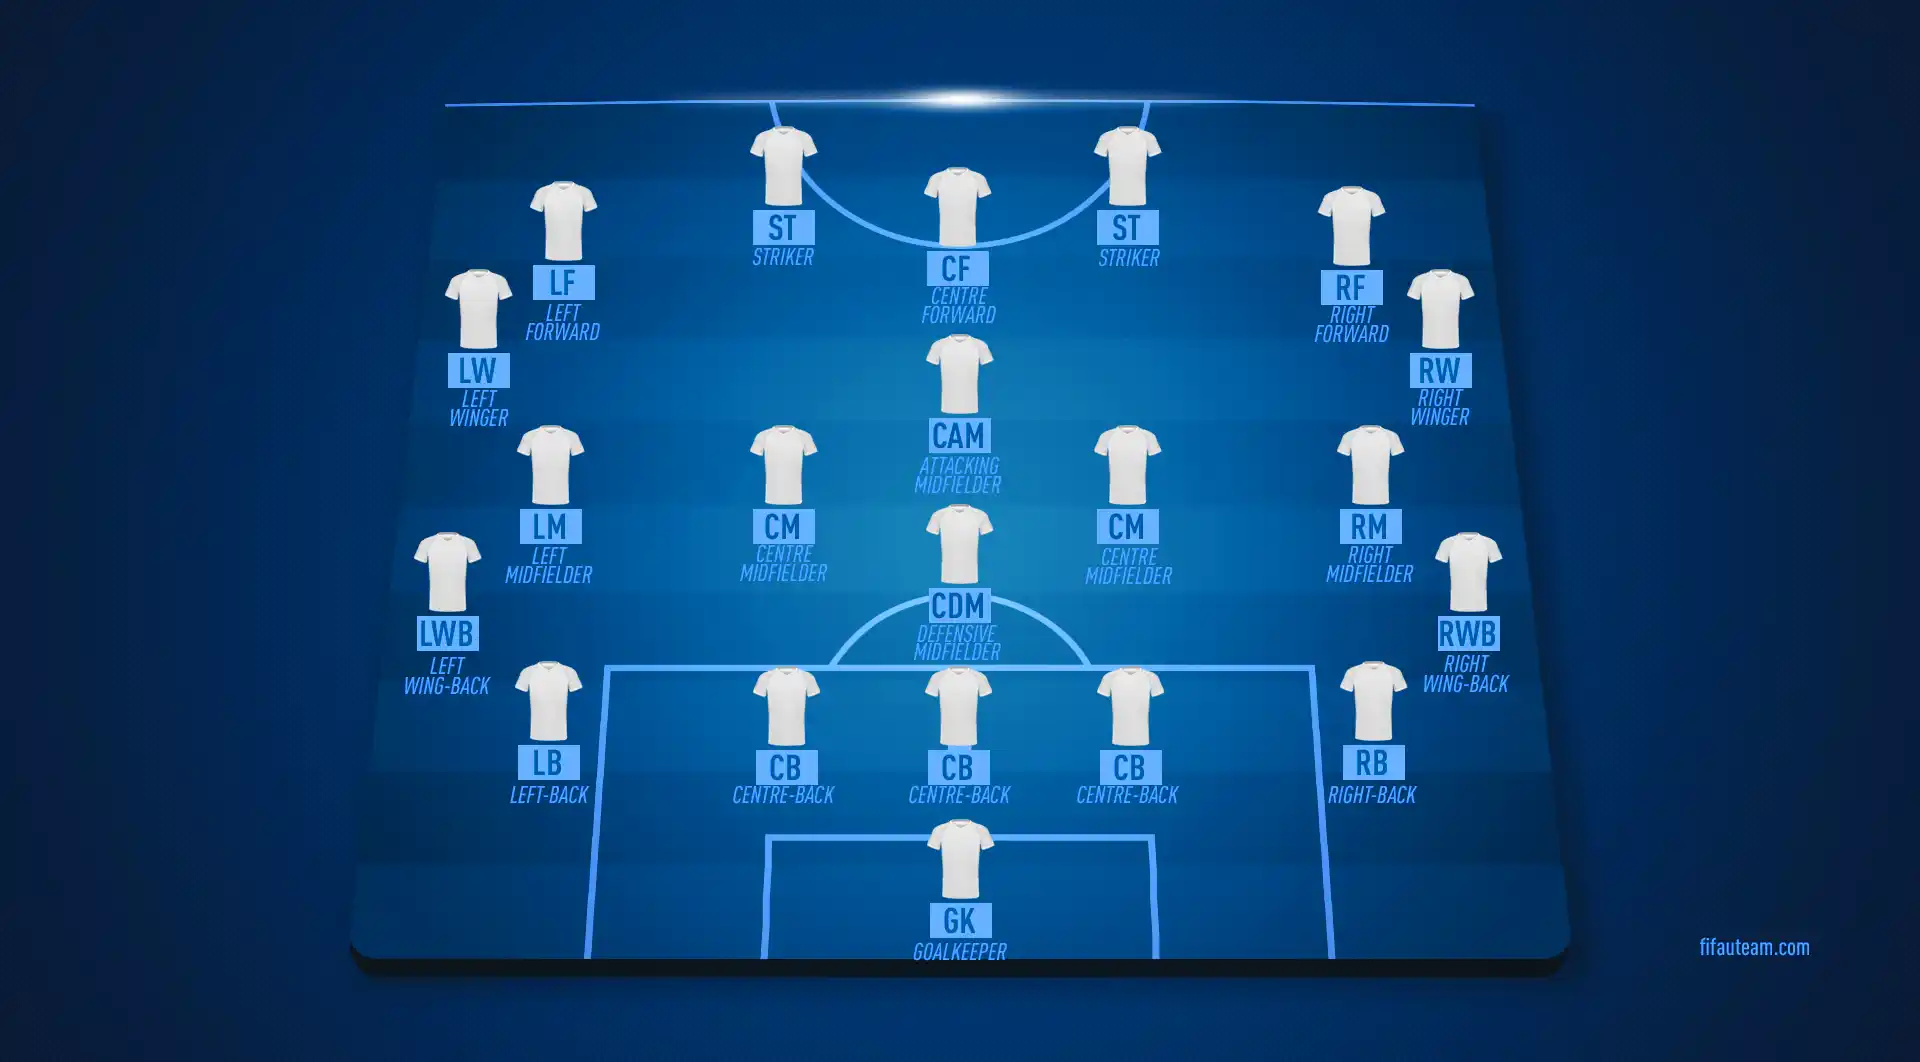 ST
STRIKER
ST
STRIKER
CF
CENTRE
FORWARD
LF
LEFT
FORWARD
RF
RIGHT
FORWARD
LW
LEFT
WINGER
RW
RIGHT
WINGER
CAM
ATTACKING
MIDFIELDER
LM
LEFT
MIDFIELDER
CM
CENTRE
MIDFIELDER
CM
CENTRE
MIDFIELDER
RM
RIGHT
MIDFIELDER
CDM
DEFENSIVE
MIDFIELDER
LWB
LEFT
WING-BACK
RWB
RIGHT
WING-BACK
LB
LEFT-BACK
CB
CENTRE-BACK
CB
CENTRE-BACK
CB
CENTRE-BACK
RB
RIGHT-BACK
GK
GOALKEEPER
fifauteam.com